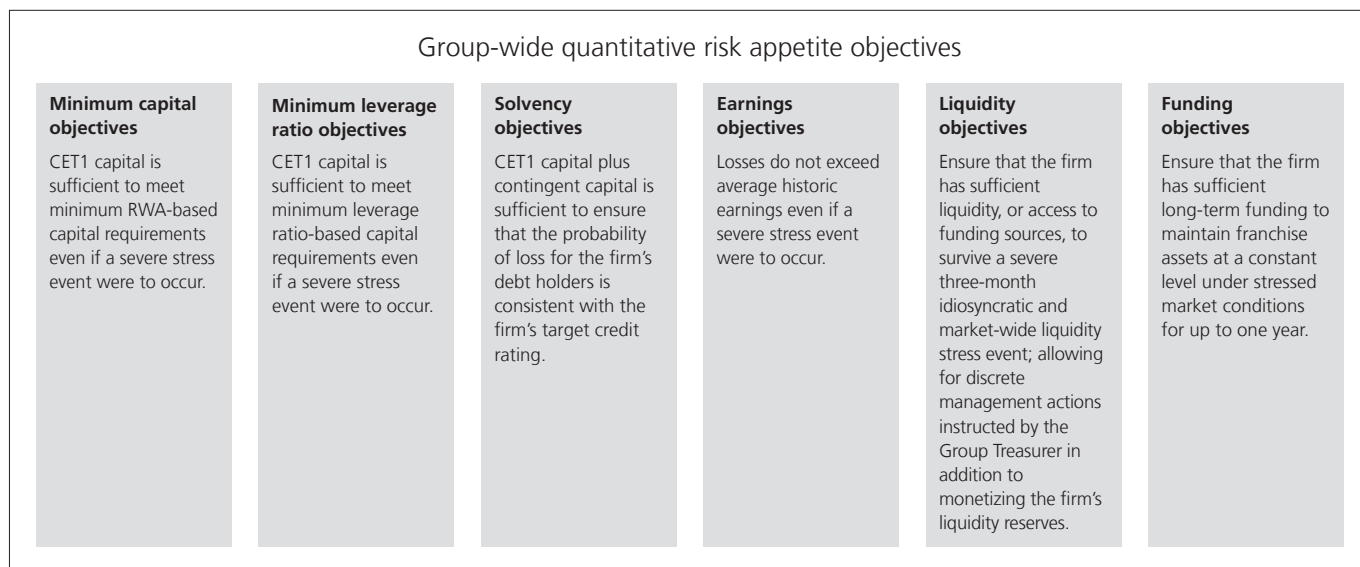 Group-wide quantitative risk appetite objectives
Minimum capital
objectives
CET1 capital is
sufficient to meet
minimum RWA-based
capital requirements
even if a severe stress
event were to occur.
Minimum leverage
ratio objectives
CET1 capital is
sufficient to meet
minimum leverage
ratio-based capital
requirements even
if a severe stress
event were to occur.
Solvency
objectives
CET1 capital plus
contingent capital is
sufficient to ensure
that the probability
of loss for the firm’s
debt holders is
consistent with the
firm’s target credit
rating.
Earnings
objectives
Losses do not exceed
average historic
earnings even if a
severe stress event
were to occur.
Liquidity
objectives
Ensure that the firm
has sufficient
liquidity, or access to
funding sources, to
survive a severe
three-month
idiosyncratic and
market-wide liquidity
stress event; allowing
for discrete
management actions
instructed by the
Group Treasurer in
addition to
monetizing the firm’s
liquidity reserves.
Funding
objectives
Ensure that the firm
has sufficient
long-term funding to
maintain franchise
assets at a constant
level under stressed
market conditions
for up to one year.